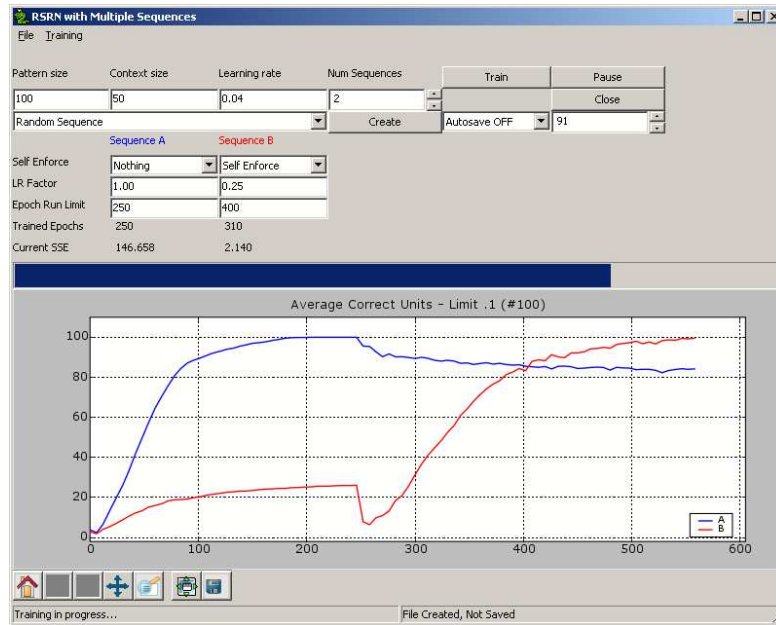 RSRN with Multiple Sequences
File Training
Pattern size Context size Learning rate Num Sequences Train Pause
100 50 0.04 2 Close
Random Sequence Create Autosave OFF 91
Sequence A Sequence B
Self Enforce Nothing Self Enforce
LR Factor 1.00 0.25
Epoch Run Limit 250 400
Trained Epochs 250 310
Current SSE 146.658 2.140
Average Correct Units - Limit .1 (#100)
100
80
60
40
20
0
A
B
0 100 200 300 400 500 600
Training in progress... File Created, Not Saved